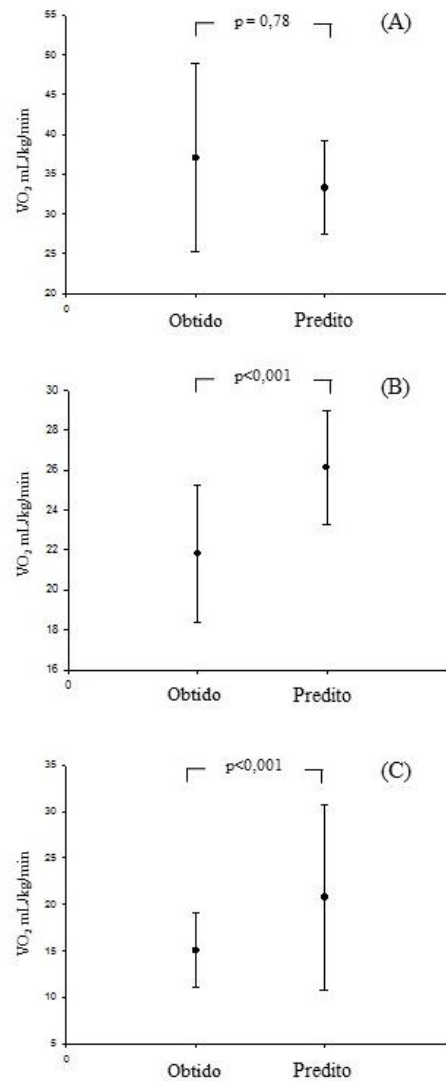 p = 0,78
(A)
55
50
45
40
35
30
25
20
0
VO₂ mL/kg/min
Obtido
Predito
p<0,001
(B)
30
28
26
24
22
20
18
16
0
VO₂ mL/kg/min
Obtido
Predito
p<0,001
(C)
35
30
25
20
15
10
5
0
VO₂ mL/kg/min
Obtido
Predito